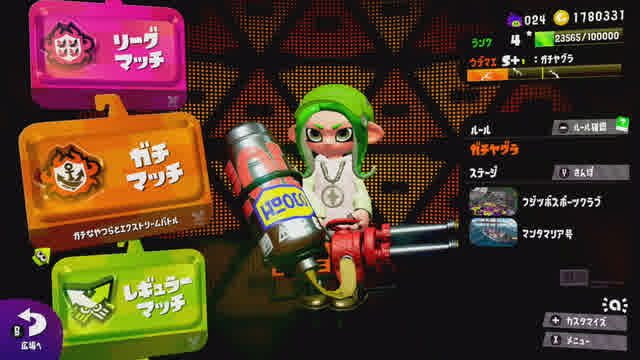 リーグ
マッチ
ガチ
マッチ
ガチなやつらとエクストリームバトル
レギュラー
マッチ
B
広場へ
024
1780331
ランク
4★
23565/100000
ウデマエ
S+
:ガチヤグラ
ルール
ルール確認
ガチヤグラ
ステージ
Y
さんぽ
フジツボスポーツクラブ
マンタマリア号
カスタマイズ
X
メニュー